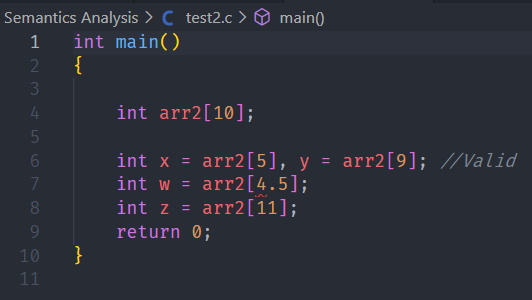 Semantics Analysis > C test2.c > main()
1 int main()
2 {
3
4 int arr2[10];
5
6 int x = arr2[5], y = arr2[9]; //Valid
7 int w = arr2[4.5];
8 int z = arr2[11];
9 return 0;
10 }
11